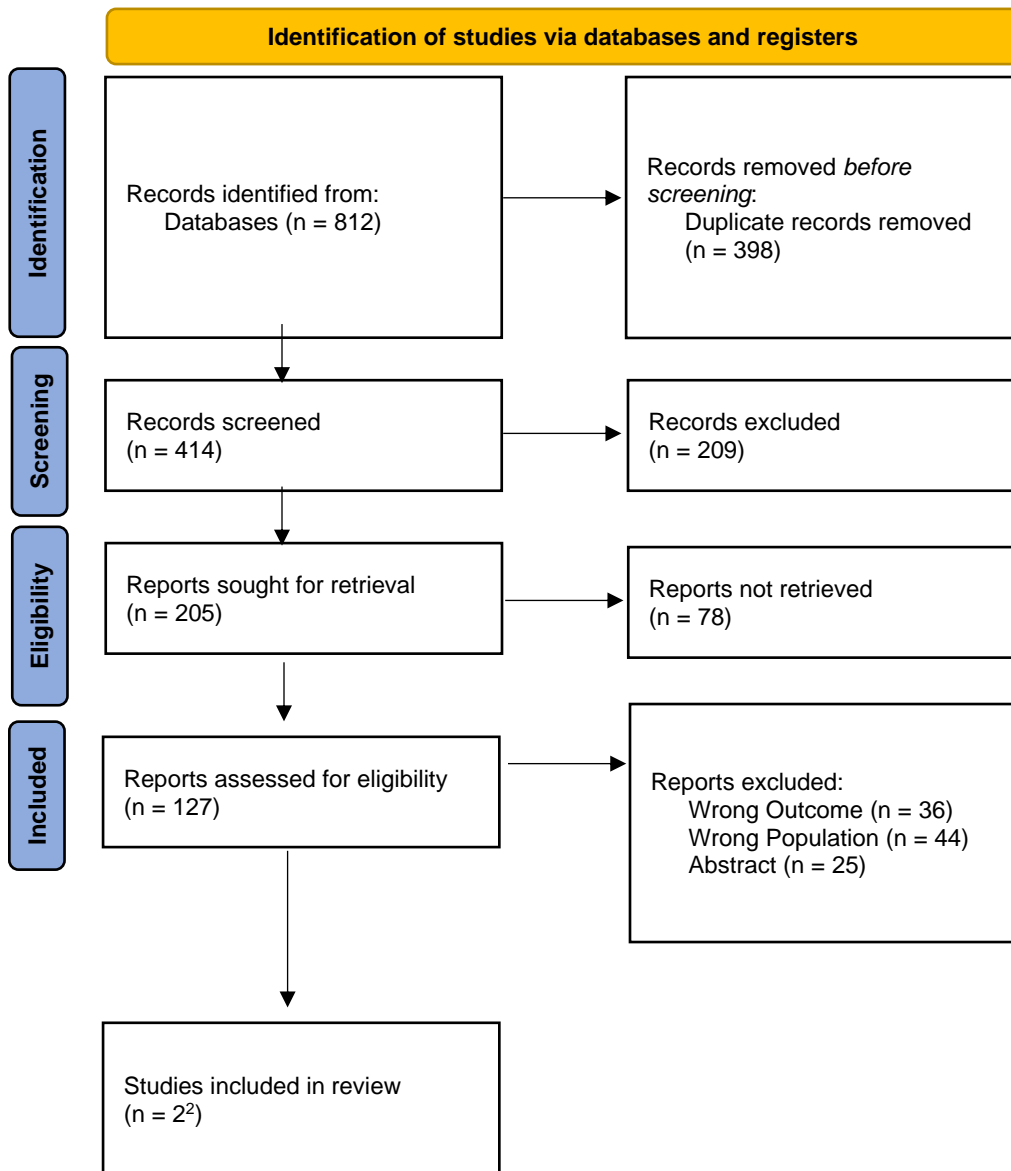 Identification of studies via databases and registers
Identification
Records identified from:
Databases (n = 812)
Records removed before
screening:
Duplicate records removed
(n = 398)
Screening
Records screened
(n = 414)
Records excluded
(n = 209)
Eligibility
Reports sought for retrieval
(n = 205)
Reports not retrieved
(n = 78)
Included
Reports assessed for eligibility
(n = 127)
Reports excluded:
Wrong Outcome (n = 36)
Wrong Population (n = 44)
Abstract (n = 25)
Studies included in review
(n = 2²)